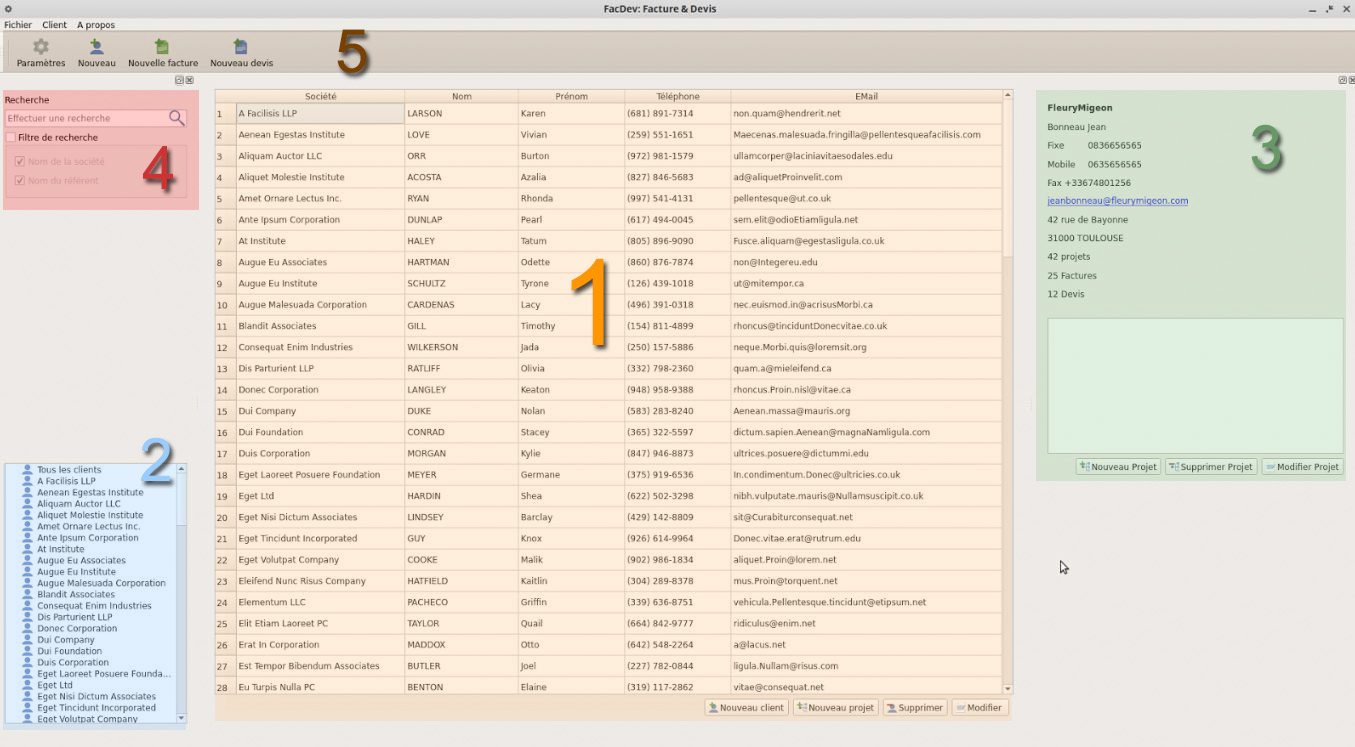 FacDev: Facture & Devis
Fichier Client A propos
Paramètres Nouveau Nouvelle facture Nouveau devis
5
Recherche
Effectuer une recherche
Filtre de recherche
Nom de la société
Nom du référent
4
2
Tous les clients
A Facilisis LLP
Aenean Egestas Institute
Aliquam Auctor LLC
Aliquet Molestie Institute
Amet Ornare Lectus Inc.
Ante Ipsum Corporation
At Institute
Augue Eu Associates
Augue Eu Institute
Augue Malesuada Corporation
Blandit Associates
Consequat Enim Industries
Dis Parturient LLP
Donec Corporation
Dui Company
Dui Foundation
Duis Corporation
Eget Laoreet Posuere Founda...
Eget Ltd
Eget Nisi Dictum Associates
Eget Tincidunt Incorporated
Eget Volutpat Company
Société Nom Prénom Téléphone EMail
1 A Facilisis LLP LARSON Karen (681) 891-7314 non.quam@hendrerit.net
2 Aenean Egestas Institute LOVE Vivian (259) 551-1651 Maecenas.malesuada.fringilla@pellentesqueafacilisis.com
3 Aliquam Auctor LLC ORR Burton (972) 981-1579 ullamcorper@laciniavitaesodales.edu
4 Aliquet Molestie Institute ACOSTA Azalia (827) 846-5683 ad@aliquetProinvelit.com
5 Amet Ornare Lectus Inc. RYAN Rhonda (997) 541-4131 pellentesque@ut.co.uk
6 Ante Ipsum Corporation DUNLAP Pearl (617) 494-0045 sem.elit@odioEtiamligula.net
7 At Institute HALEY Tatum (805) 896-9090 Fusce.aliquam@egestasligula.co.uk
8 Augue Eu Associates HARTMAN Odette (860) 876-7874 non@Integereu.edu
9 Augue Eu Institute SCHULTZ Tyrone (126) 439-1018 ut@mitempor.ca
10 Augue Malesuada Corporation CARDENAS Lacy (496) 391-0318 nec.euismod.in@acrisusMorbi.ca
11 Blandit Associates GILL Timothy (154) 811-4899 rhoncus@tinciduntDonecvitae.co.uk
12 Consequat Enim Industries WILKERSON Jada (250) 157-5886 neque.Morbi.quis@loremsit.org
13 Dis Parturient LLP RATLIFF Olivia (332) 798-2360 quam.a@mieleifend.ca
14 Donec Corporation LANGLEY Keaton (948) 958-9388 rhoncus.Proin.nisl@vitae.ca
15 Dui Company DUKE Nolan (583) 283-8240 Aenean.massa@mauris.org
16 Dui Foundation CONRAD Stacey (365) 322-5597 dictum.sapien.Aenean@magnaNamligula.com
17 Duis Corporation MORGAN Kylie (847) 946-8873 ultrices.posuere@dictummi.edu
18 Eget Laoreet Posuere Foundation MEYER Germane (375) 919-6536 In.condimentum.Donec@ultricies.co.uk
19 Eget Ltd HARDIN Shea (622) 502-3298 nibh.vulputate.mauris@Nullamsuscipit.co.uk
20 Eget Nisi Dictum Associates LINDSEY Barclay (429) 142-8809 sit@Curabiturconsequat.net
21 Eget Tincidunt Incorporated GUY Knox (926) 614-9964 Donec.vitae.erat@rutrum.edu
22 Eget Volutpat Company COOKE Malik (902) 986-1834 aliquet.Proin@lorem.net
23 Eleifend Nunc Risus Company HATFIELD Kaitlin (304) 289-8378 mus.Proin@torquent.net
24 Elementum LLC PACHECO Griffin (339) 636-8751 vehicula.Pellentesque.tincidunt@etipsum.net
25 Elit Etiam Laoreet PC TAYLOR Quail (664) 842-9777 ridiculus@enim.net
26 Erat In Corporation MADDOX Otto (642) 548-2264 a@lacus.net
27 Est Tempor Bibendum Associates BUTLER Joel (227) 782-0844 ligula.Nullam@risus.com
28 Eu Turpis Nulla PC BENTON Elaine (319) 117-2862 vitae@consequat.net
1
Nouveau client Nouveau projet Supprimer Modifier
FleuryMigeon
Bonneau Jean
Fixe 0836656565
Mobile 0635656565
Fax +33674801256
jeanbonneau@fleurymigeon.com
42 rue de Bayonne
31000 TOULOUSE
42 projets
25 Factures
12 Devis
3
Nouveau Projet Supprimer Projet Modifier Projet